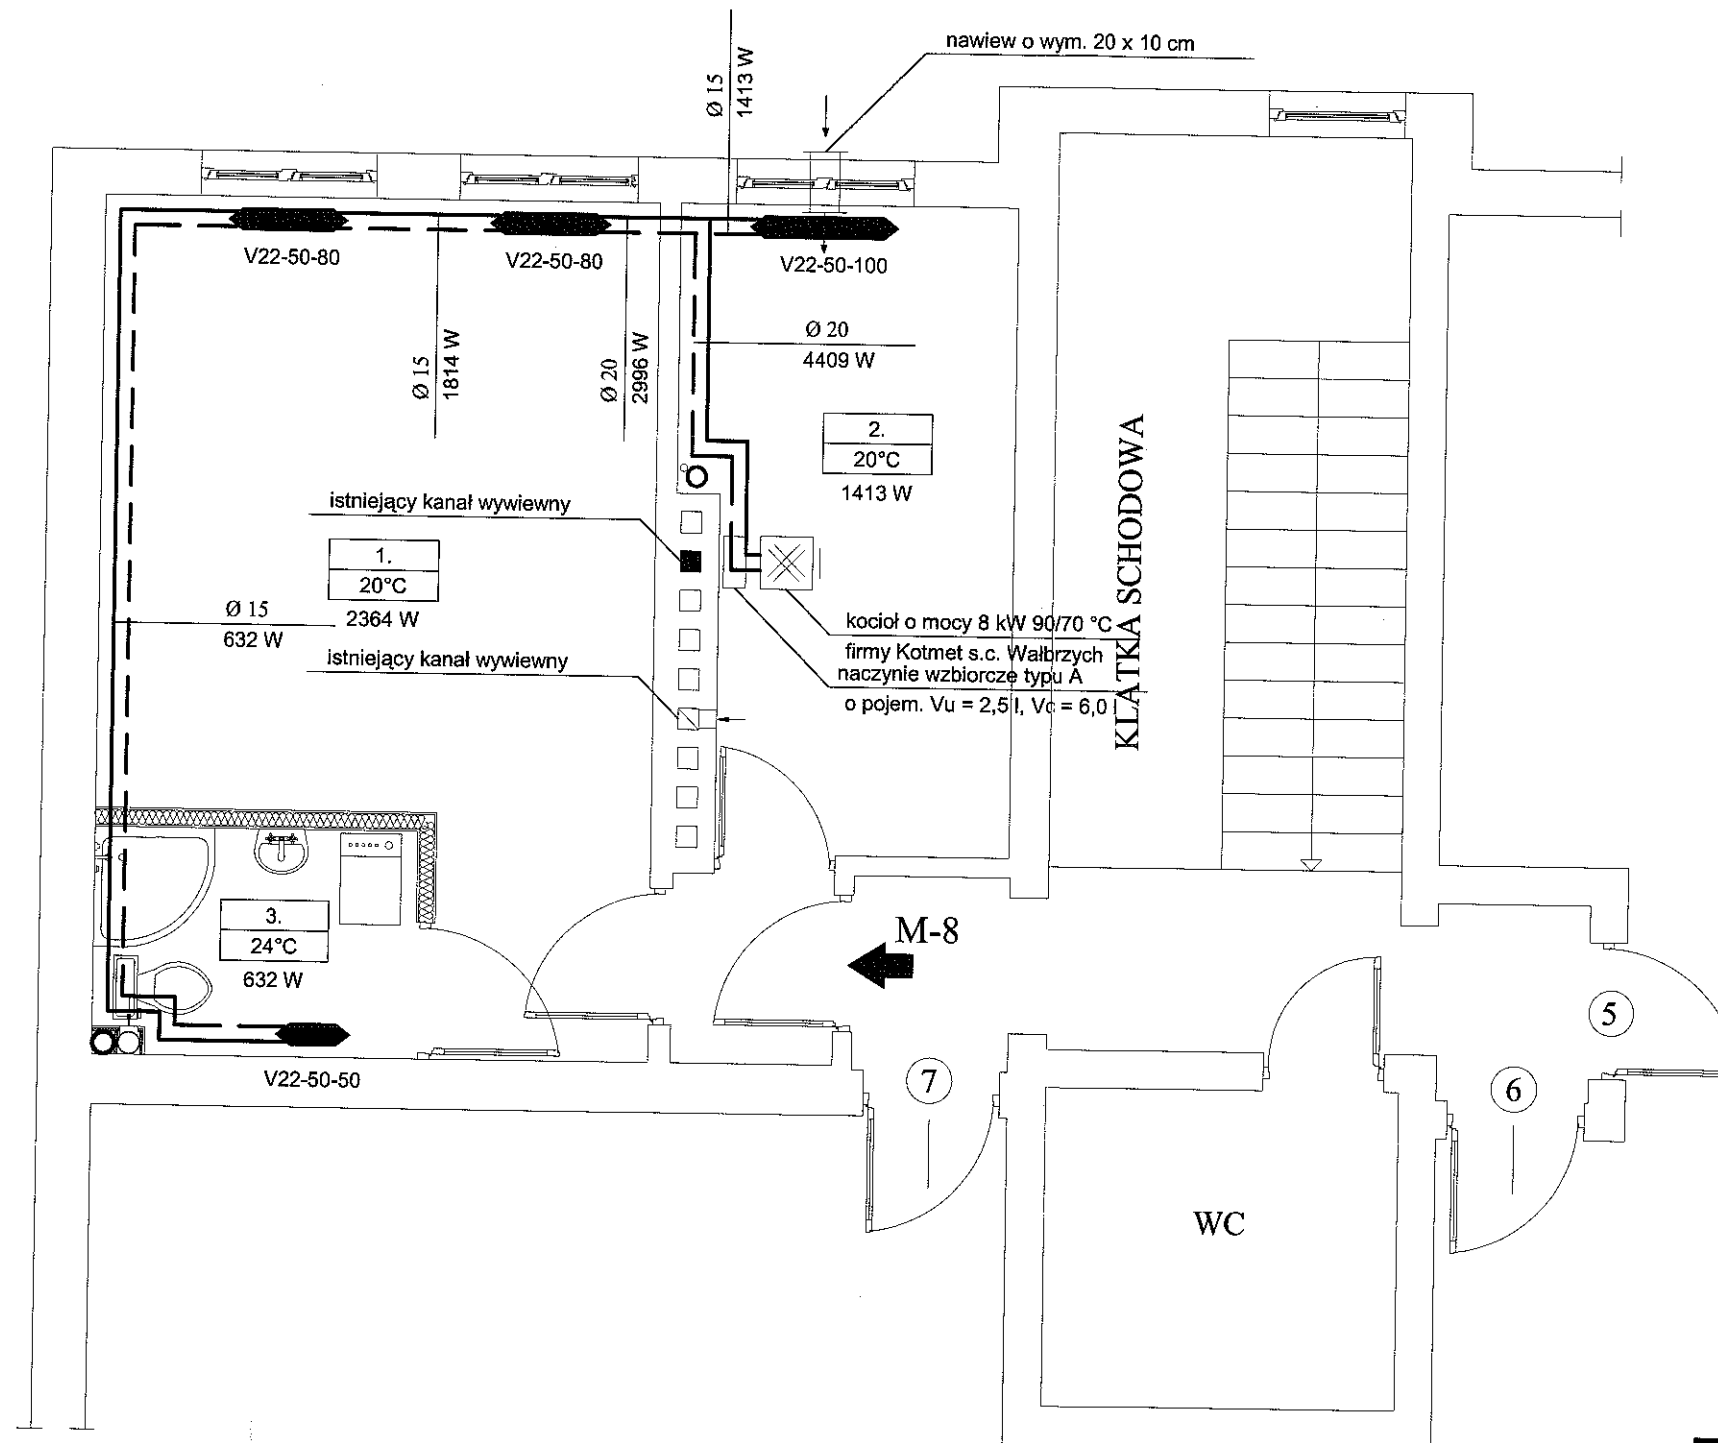 nawiew o wym. 20 x 10 cm
Ø 15
1413 W
V22-50-80
V22-50-80
V22-50-100
Ø 15
1814 W
Ø 20
2996 W
Ø 20
4409 W
2.
20°C
1413 W
istniejący kanał wywiewny
1.
20°C
2364 W
Ø 15
632 W
istniejący kanał wywiewny
kocioł o mocy 8 kW 90/70 °C
firmy Kotmet s.c. Wałbrzych
naczynie wzbiorcze typu A
o pojem. Vu = 2,5 l, Vc = 6,0 l
KLATKA SCHODOWA
3.
24°C
632 W
M-8
V22-50-50
5
7
6
WC